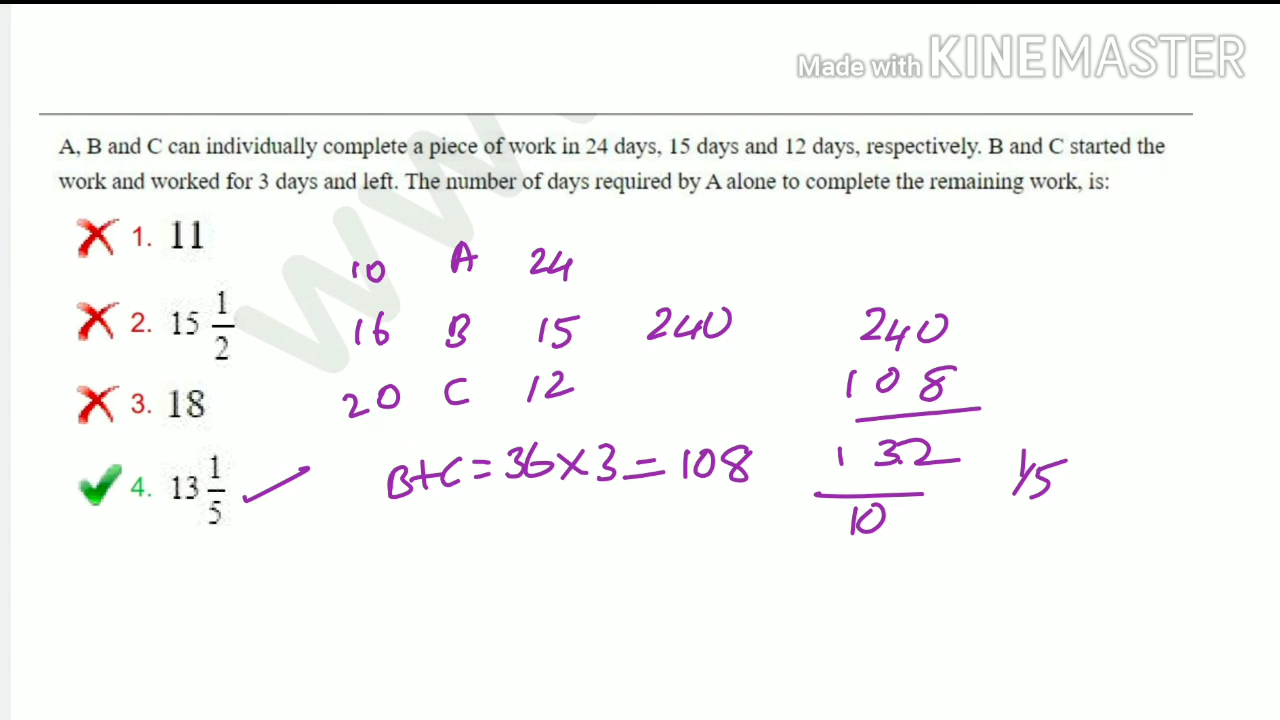 Made with KINEMASTER
A, B and C can individually complete a piece of work in 24 days, 15 days and 12 days, respectively. B and C started the
work and worked for 3 days and left. The number of days required by A alone to complete the remaining work, is:
1. 11
2. 15 1/2
3. 18
4. 13 1/5
10 A 24
16 B 15 240
20 C 12
B+C = 36 × 3 = 108
240
108
132
10
1/5
www